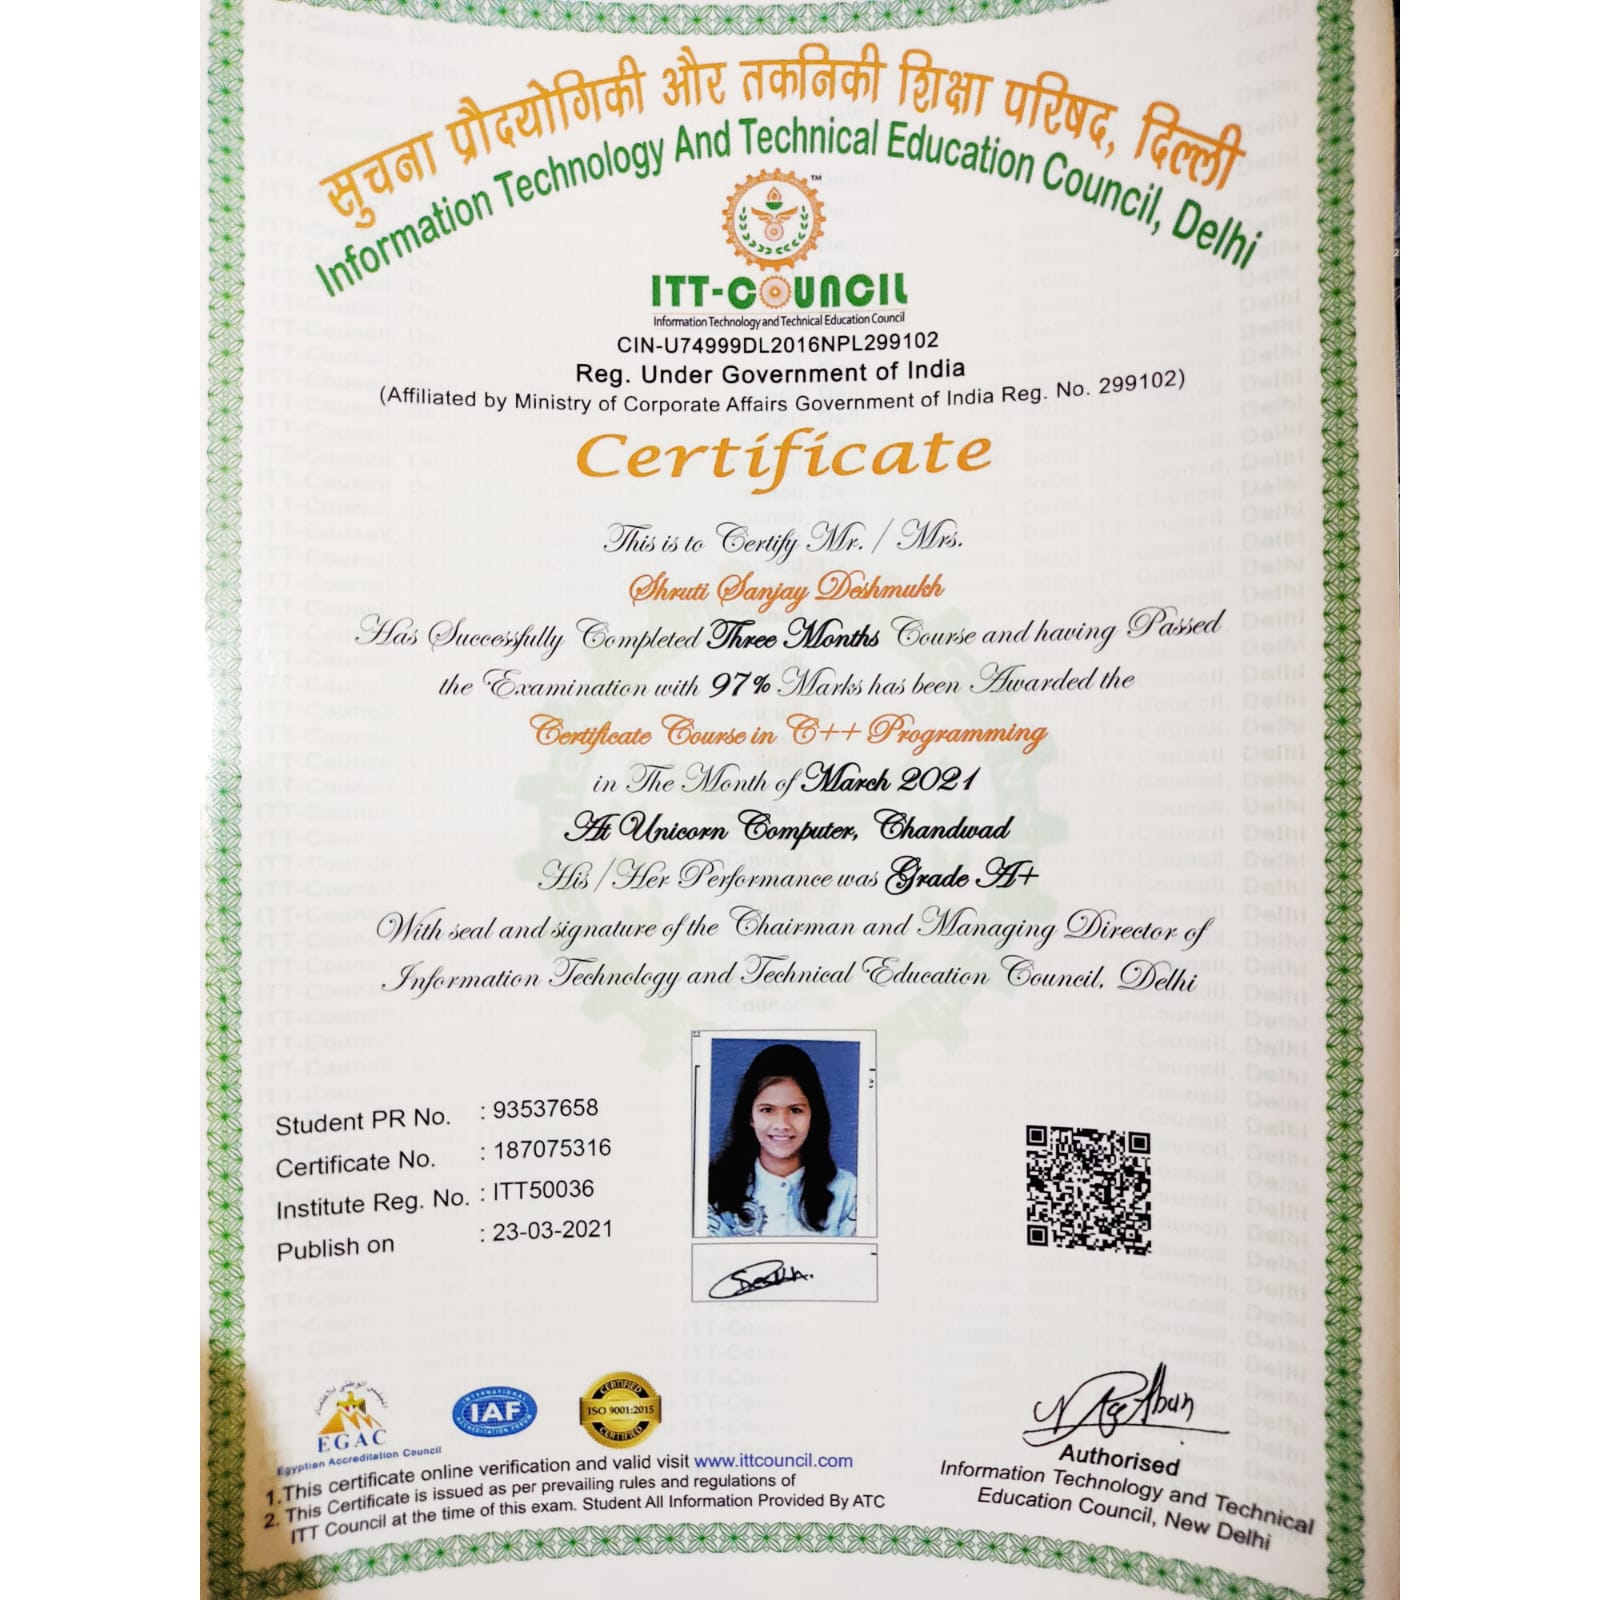 सुचना प्रौदयोगिकी और तकनिकी शिक्षा परिषद, दिल्ली
Information Technology And Technical Education Council, Delhi
TM
ITT-COUNCIL
Information Technology and Technical Education Council
CIN-U74999DL2016NPL299102
Reg. Under Government of India
(Affiliated by Ministry of Corporate Affairs Government of India Reg. No. 299102)
Certificate
This is to Certify Mr. / Mrs.
Shruti Sanjay Deshmukh
Has Successfully Completed Three Months Course and having Passed
the Examination with 97% Marks has been Awarded the
Certificate Course in C++ Programming
in The Month of March 2021
At Unicorn Computer, Chandwad
His / Her Performance was Grade A+
With seal and signature of the Chairman and Managing Director of
Information Technology and Technical Education Council, Delhi
Student PR No. : 93537658
Certificate No. : 187075316
Institute Reg. No. : ITT50036
Publish on : 23-03-2021
EGAC
Egyptian Accreditation Council
INTERNATIONAL
IAF
ACCREDITATION FORUM
CERTIFIED
ISO 9001:2015
CERTIFIED
1.This certificate online verification and valid visit www.ittcouncil.com
2. This Certificate is issued as per prevailing rules and regulations of
ITT Council at the time of this exam. Student All Information Provided By ATC
Authorised
Information Technology and Technical
Education Council, New Delhi